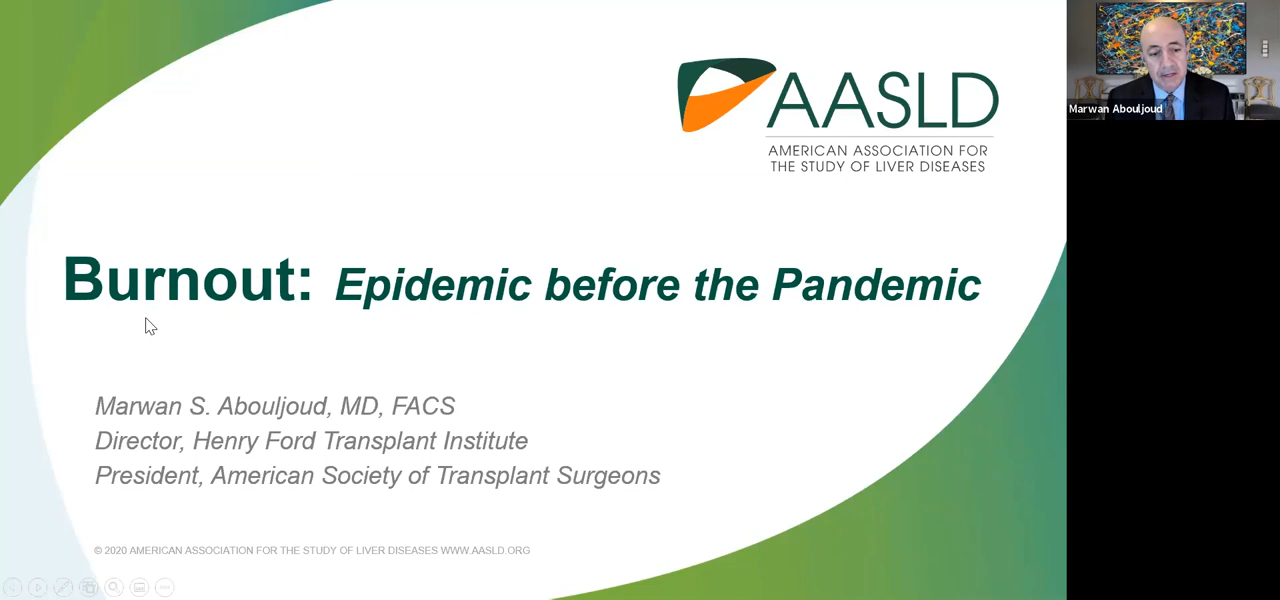 AASLD
AMERICAN ASSOCIATION FOR
THE STUDY OF LIVER DISEASES
Marwan Abouljoud
Burnout: Epidemic before the Pandemic
Marwan S. Abouljoud, MD, FACS
Director, Henry Ford Transplant Institute
President, American Society of Transplant Surgeons
© 2020 AMERICAN ASSOCIATION FOR THE STUDY OF LIVER DISEASES WWW.AASLD.ORG